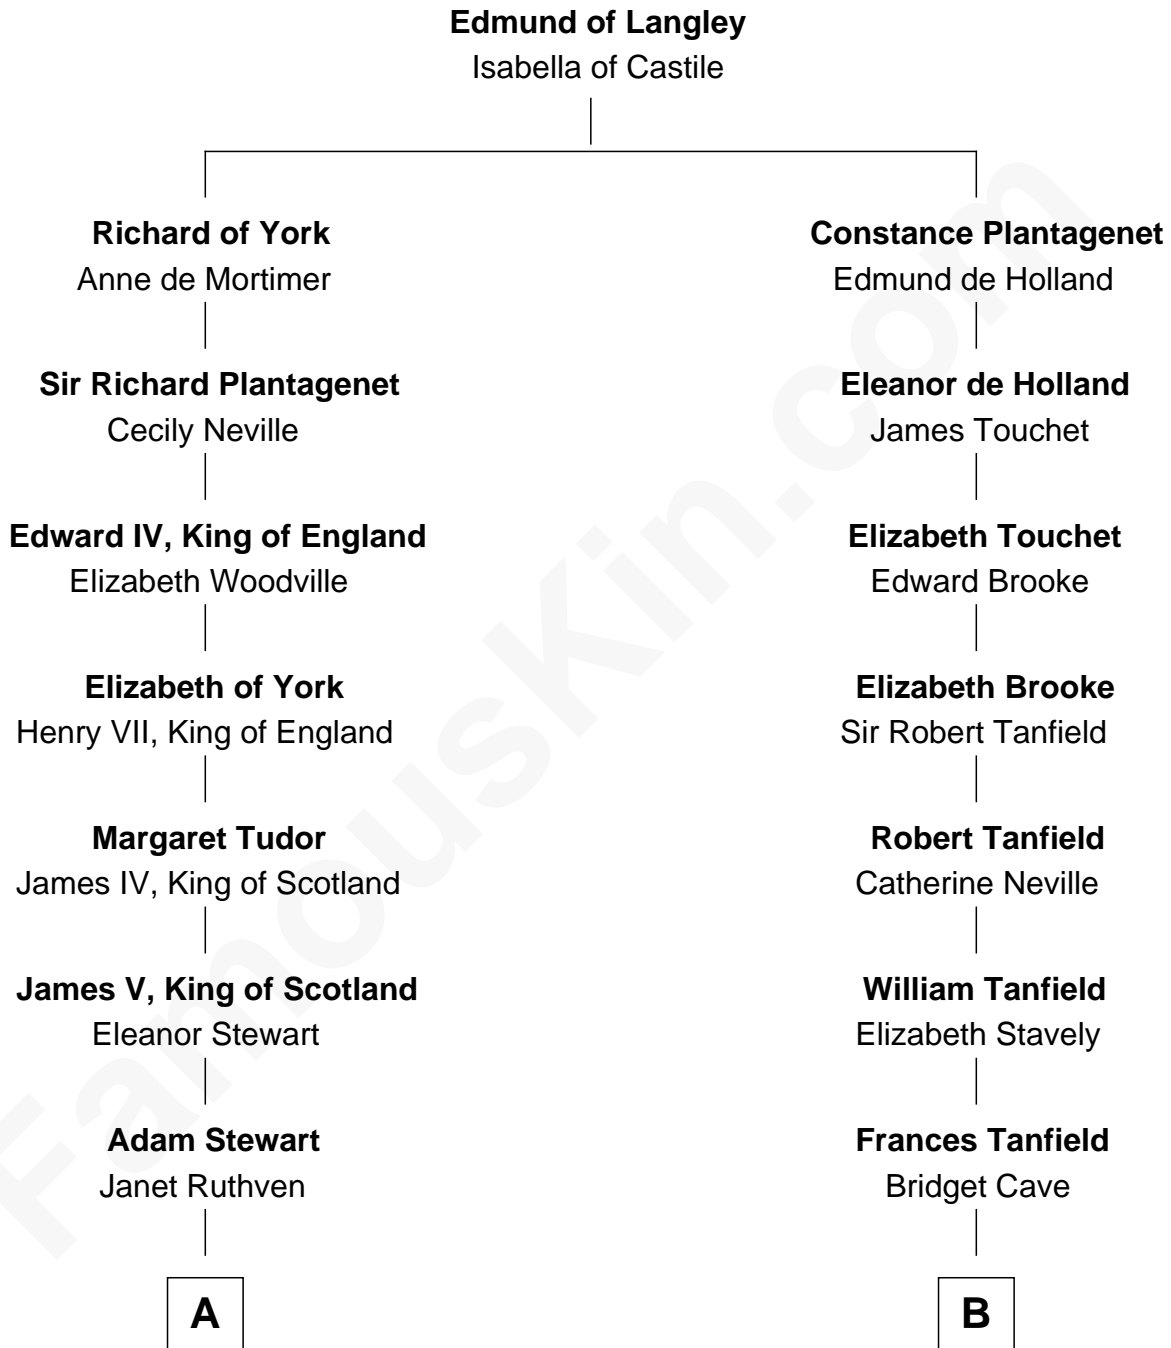 Edmund of Langley
Isabella of Castile
Richard of York
Anne de Mortimer
Constance Plantagenet
Edmund de Holland
Sir Richard Plantagenet
Cecily Neville
Eleanor de Holland
James Touchet
Edward IV, King of England
Elizabeth Woodville
Elizabeth Touchet
Edward Brooke
Elizabeth of York
Henry VII, King of England
Elizabeth Brooke
Sir Robert Tanfield
Margaret Tudor
James IV, King of Scotland
Robert Tanfield
Catherine Neville
James V, King of Scotland
Eleanor Stewart
William Tanfield
Elizabeth Stavely
Adam Stewart
Janet Ruthven
Frances Tanfield
Bridget Cave
A
B
FamousKin.com